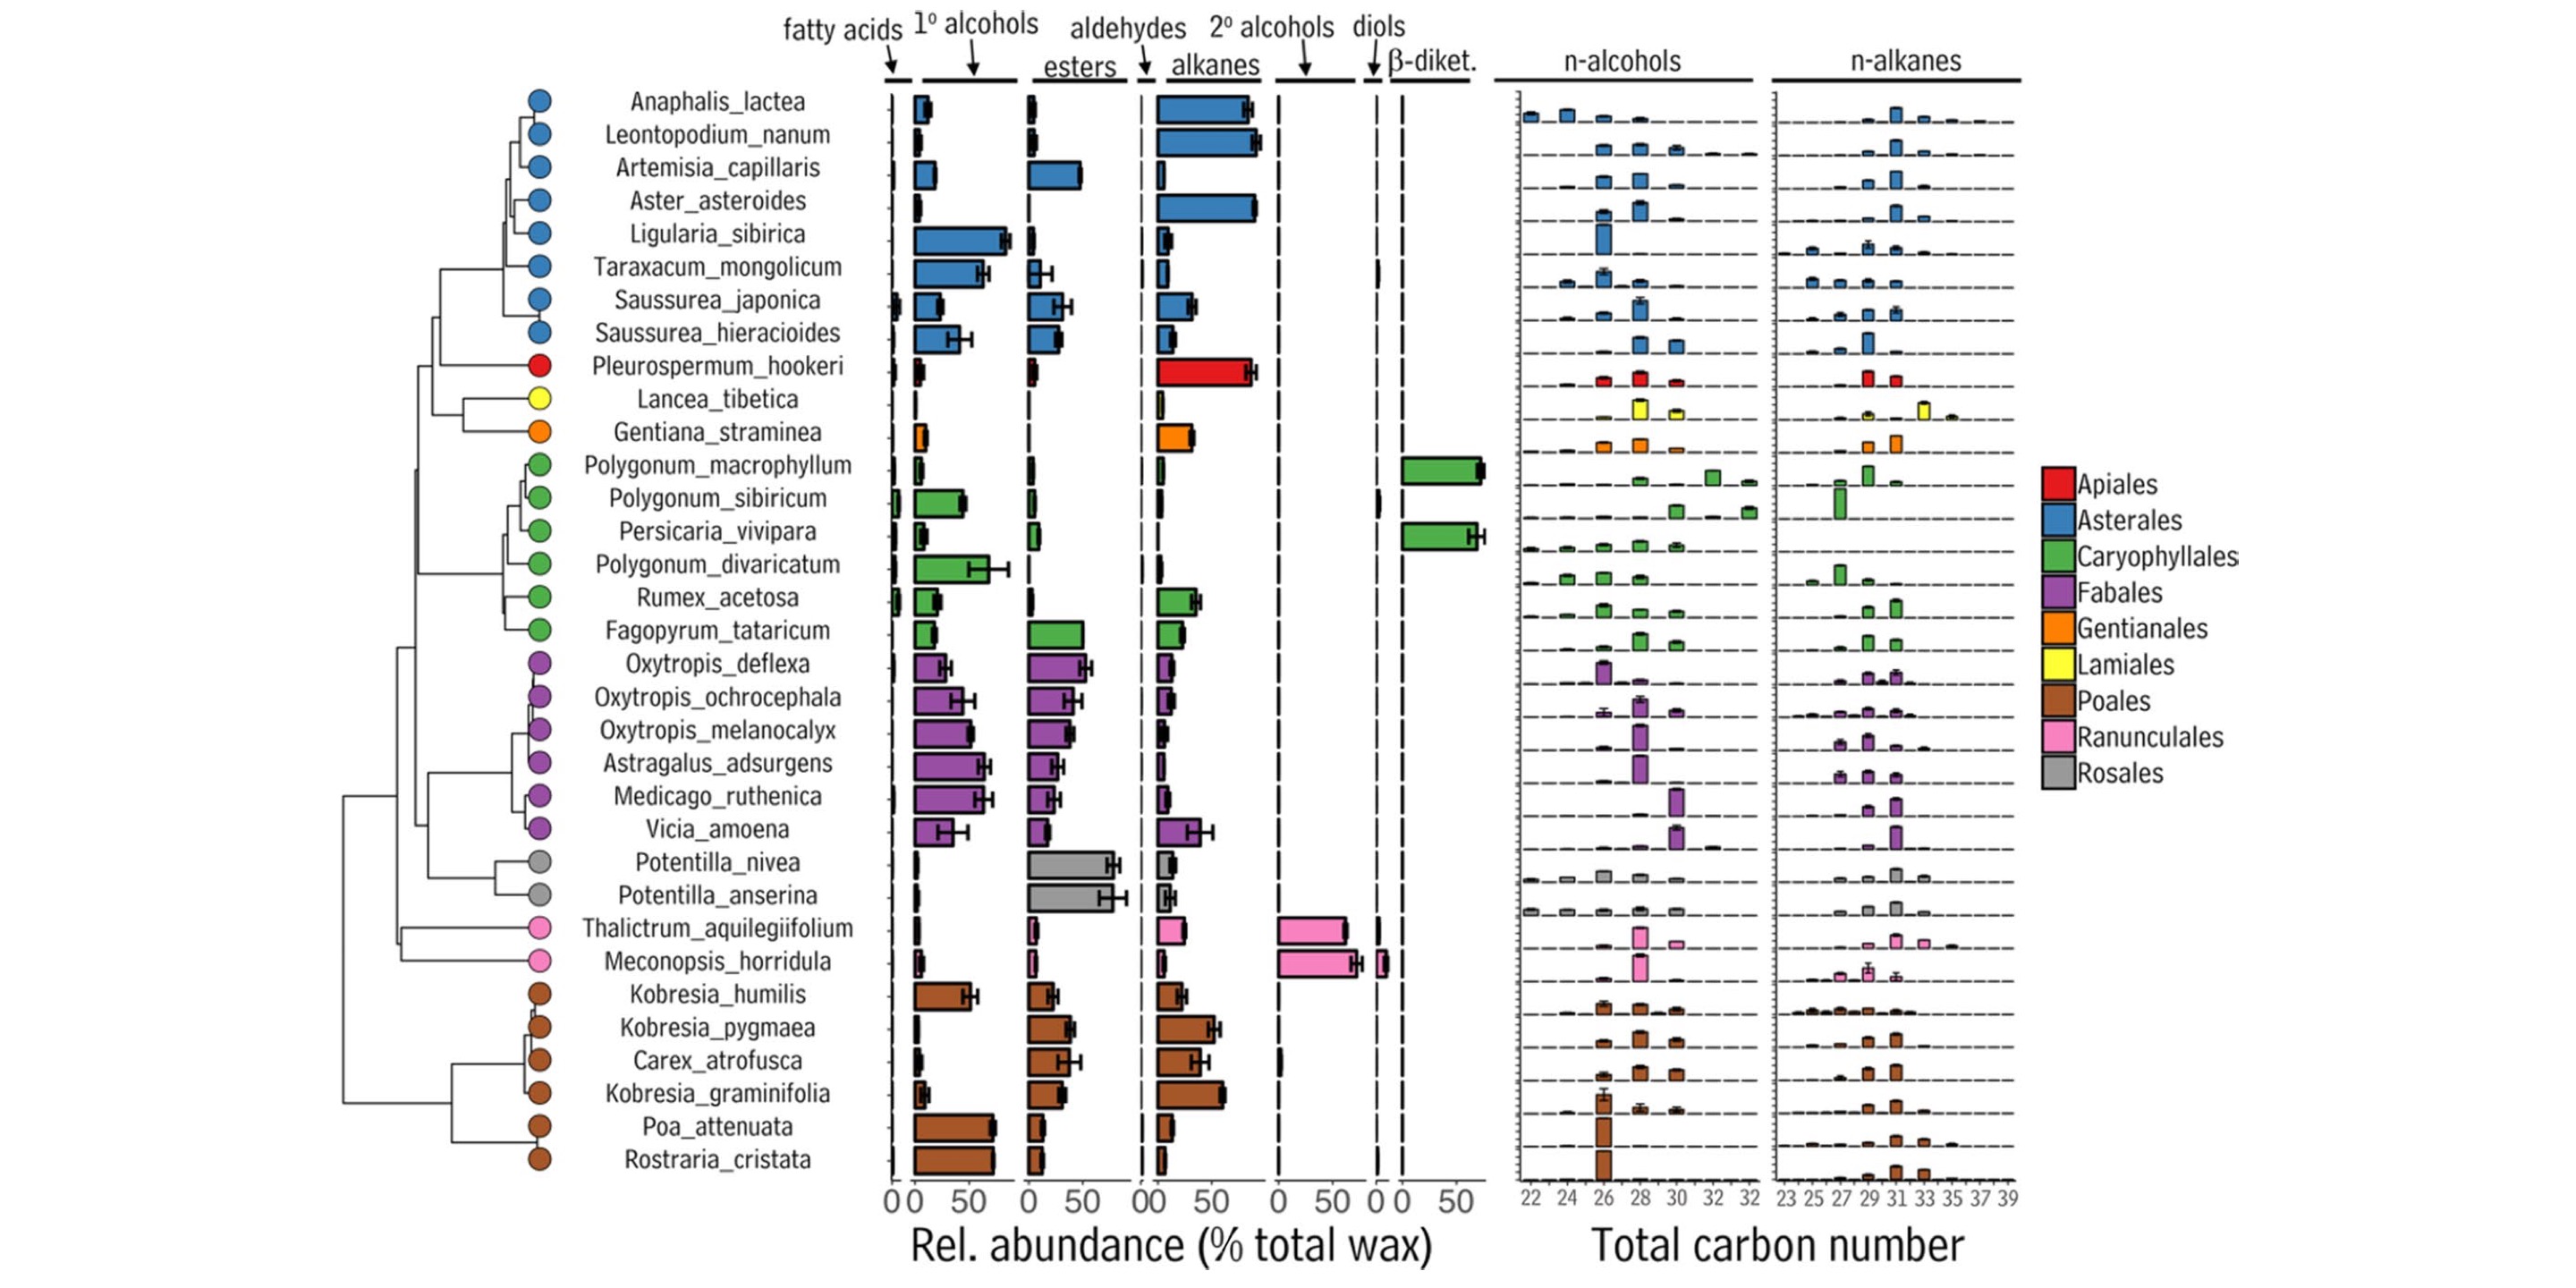 fatty acids 1º alcohols aldehydes 2º alcohols diols
esters alkanes β-diket. n-alcohols n-alkanes
Anaphalis_lactea
Leontopodium_nanum
Artemisia_capillaris
Aster_asteroides
Ligularia_sibirica
Taraxacum_mongolicum
Saussurea_japonica
Saussurea_hieracioides
Pleurospermum_hookeri
Lancea_tibetica
Gentiana_straminea
Polygonum_macrophyllum
Polygonum_sibiricum
Persicaria_vivipara
Polygonum_divaricatum
Rumex_acetosa
Fagopyrum_tataricum
Oxytropis_deflexa
Oxytropis_ochrocephala
Oxytropis_melanocalyx
Astragalus_adsurgens
Medicago_ruthenica
Vicia_amoena
Potentilla_nivea
Potentilla_anserina
Thalictrum_aquilegiifolium
Meconopsis_horridula
Kobresia_humilis
Kobresia_pygmaea
Carex_atrofusca
Kobresia_graminifolia
Poa_attenuata
Rostraria_cristata
Apiales
Asterales
Caryophyllales
Fabales
Gentianales
Lamiales
Poales
Ranunculales
Rosales
0 0 50 0 50 0 0 50 0 50 0 0 50 22 24 26 28 30 32 32 23 25 27 29 31 33 35 37 39
Rel. abundance (% total wax) Total carbon number